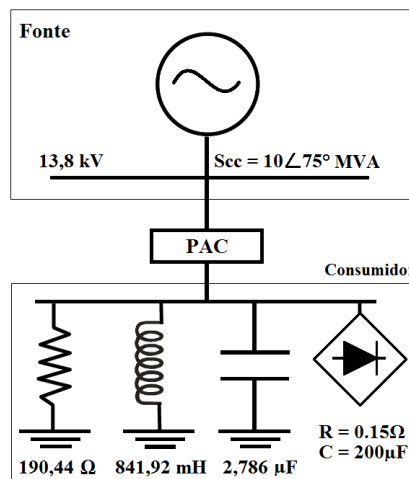 Fonte
13,8 kV
Scc = 10∠75° MVA
PAC
Consumidor
190,44 Ω
841,92 mH
2,786 µF
R = 0.15Ω
C = 200µF